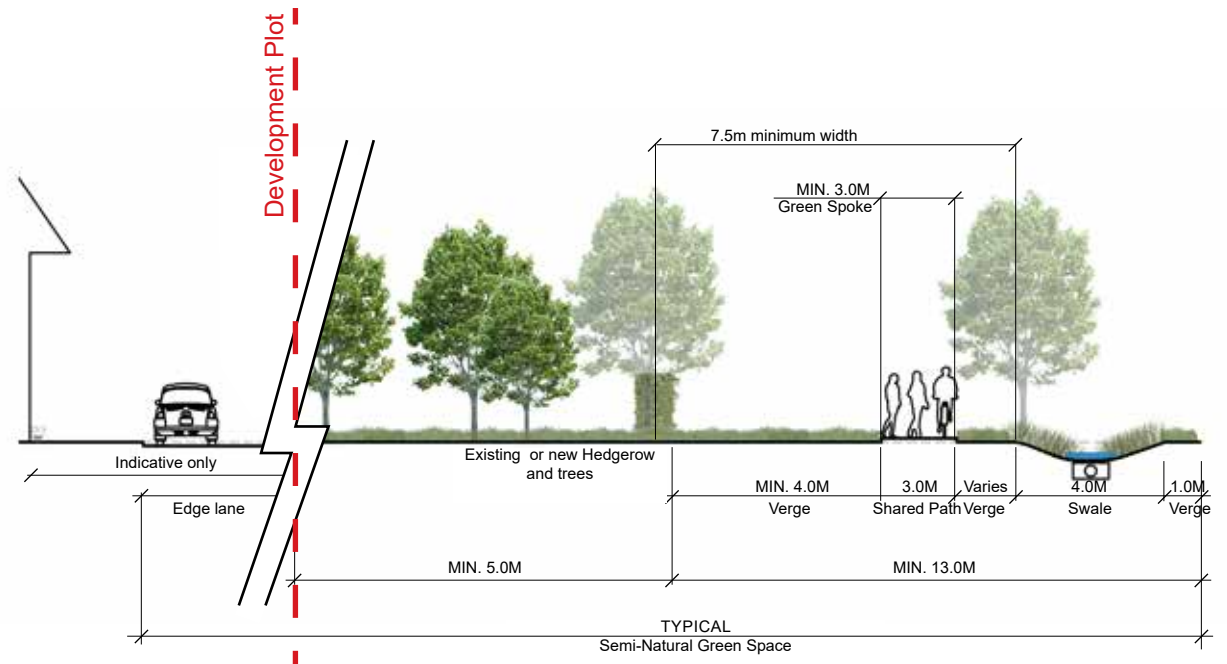 Development Plot
7.5m minimum width
MIN. 3.0M
Green Spoke
Indicative only
Existing or new Hedgerow
and trees
Edge lane
MIN. 4.0M
Verge
3.0M
Shared Path
Varies
Verge
4.0M
Swale
1.0M
Verge
MIN. 5.0M
MIN. 13.0M
TYPICAL
Semi-Natural Green Space